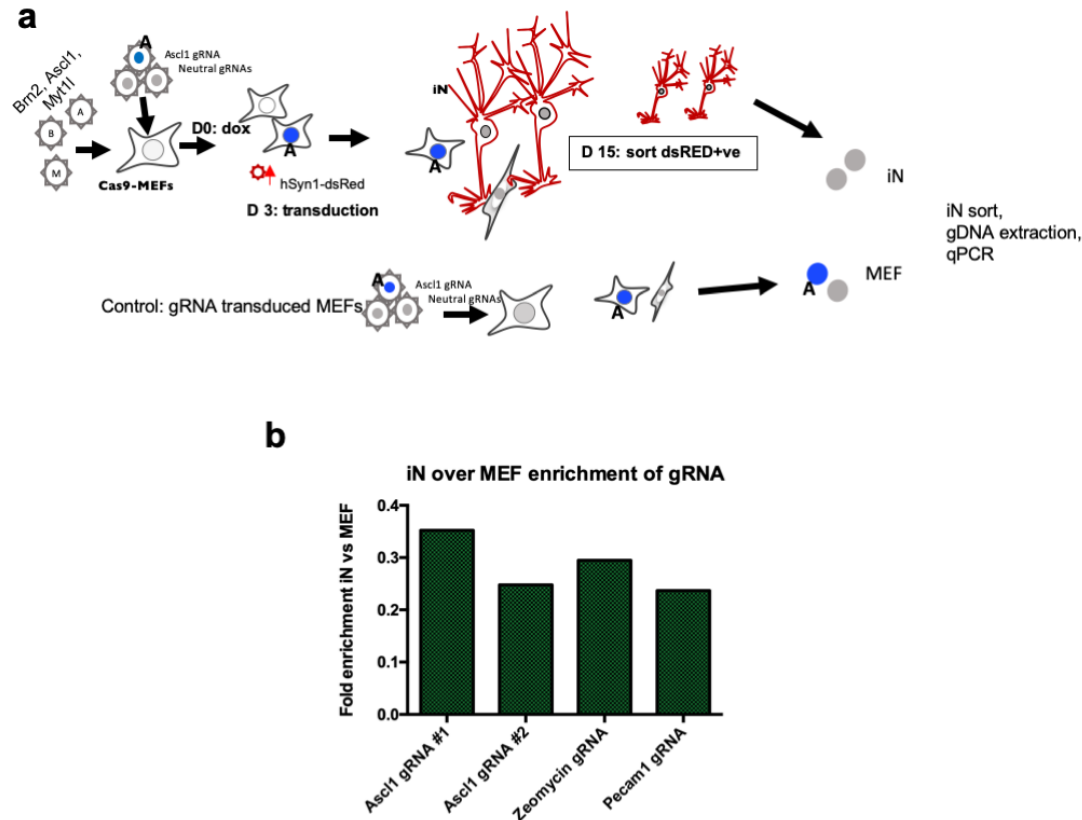 a
Brn2, Ascl1,
Myt1l
A
B
M
A
Ascl1 gRNA
Neutral gRNAs
Cas9-MEFs
D0: dox
A
hSyn1-dsRed
D 3: transduction
iN
A
D 15: sort dsRED+ve
iN
iN sort,
gDNA extraction,
qPCR
Control: gRNA transduced MEFs
A
Ascl1 gRNA
Neutral gRNAs
A
MEF
A
b
iN over MEF enrichment of gRNA
Fold enrichment iN vs MEF
0.4
0.3
0.2
0.1
0.0
Ascl1 gRNA #1
Ascl1 gRNA #2
Zeomycin gRNA
Pecam1 gRNA